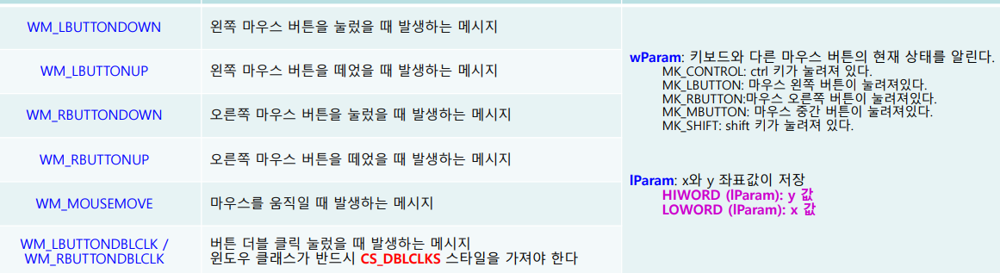 WM_LBUTTONDOWN
왼쪽 마우스 버튼을 눌렀을 때 발생하는 메시지
WM_LBUTTONUP
왼쪽 마우스 버튼을 떼었을 때 발생하는 메시지
WM_RBUTTONDOWN
오른쪽 마우스 버튼을 눌렀을 때 발생하는 메시지
WM_RBUTTONUP
오른쪽 마우스 버튼을 떼었을 때 발생하는 메시지
WM_MOUSEMOVE
마우스를 움직일 때 발생하는 메시지
WM_LBUTTONDBLCLK /
WM_RBUTTONDBLCLK
버튼 더블 클릭 눌렀을 때 발생하는 메시지
윈도우 클래스가 반드시 CS_DBLCLKS 스타일을 가져야 한다
wParam: 키보드와 다른 마우스 버튼의 현재 상태를 알린다.
MK_CONTROL: ctrl 키가 눌려져 있다.
MK_LBUTTON: 마우스 왼쪽 버튼이 눌려져있다.
MK_RBUTTON:마우스 오른쪽 버튼이 눌려져있다.
MK_MBUTTON: 마우스 중간 버튼이 눌려져있다.
MK_SHIFT: shift 키가 눌려져 있다.
lParam: x와 y 좌표값이 저장
HIWORD (lParam): y 값
LOWORD (lParam): x 값